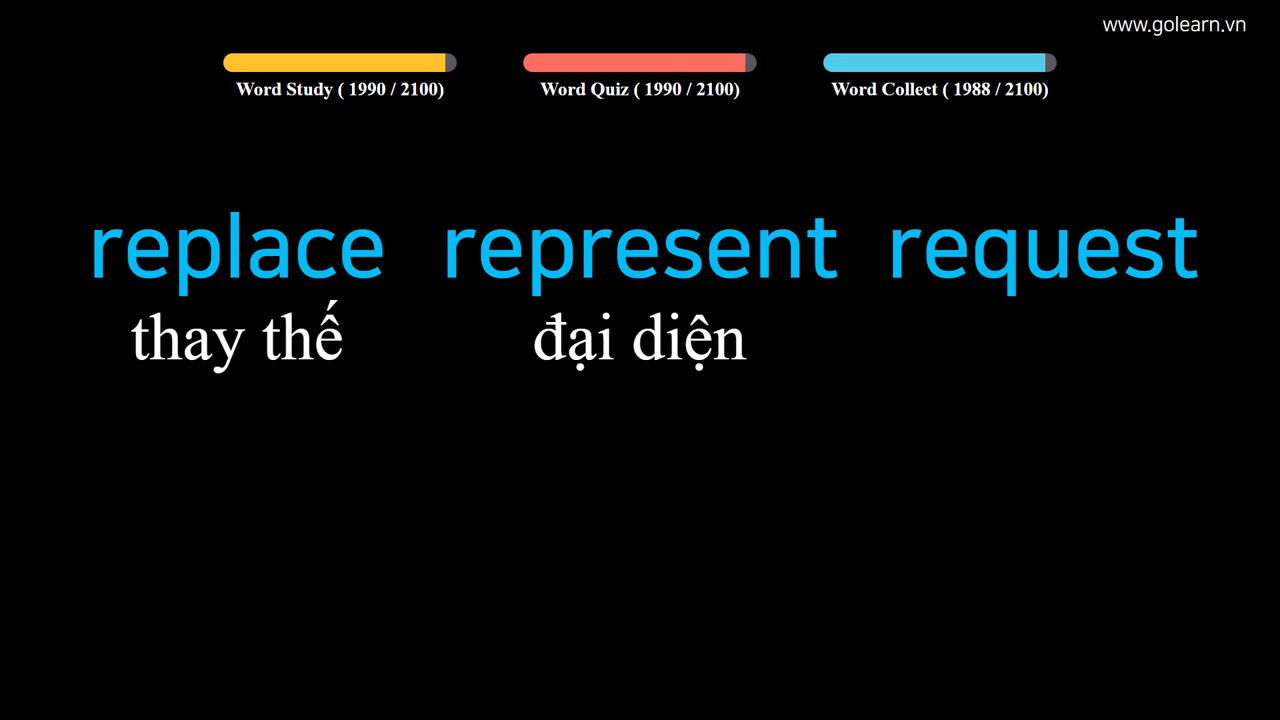 www.golearn.vn
Word Study ( 1990 / 2100)
Word Quiz ( 1990 / 2100)
Word Collect ( 1988 / 2100)
replace represent request
thay thế đại diện